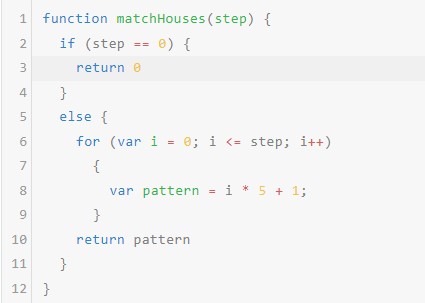 1 function matchHouses(step) {
2   if (step == 0) {
3     return 0
4   }
5   else {
6     for (var i = 0; i <= step; i++)
7       {
8         var pattern = i * 5 + 1;
9       }
10     return pattern
11   }
12 }